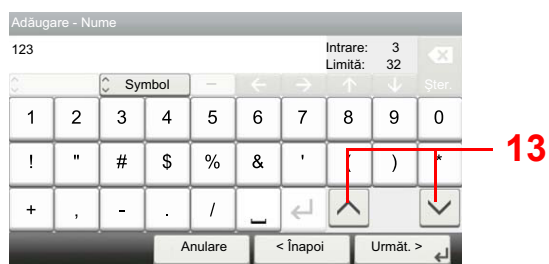 Adăugare - Nume
123
Intrare: 3
Limită: 32
Symbol - ← → ↑ ↓ Șter.
1 2 3 4 5 6 7 8 9 0
! " # $ % & ' ( ) *
13
+ , - . /
Anulare < Înapoi Următ. >